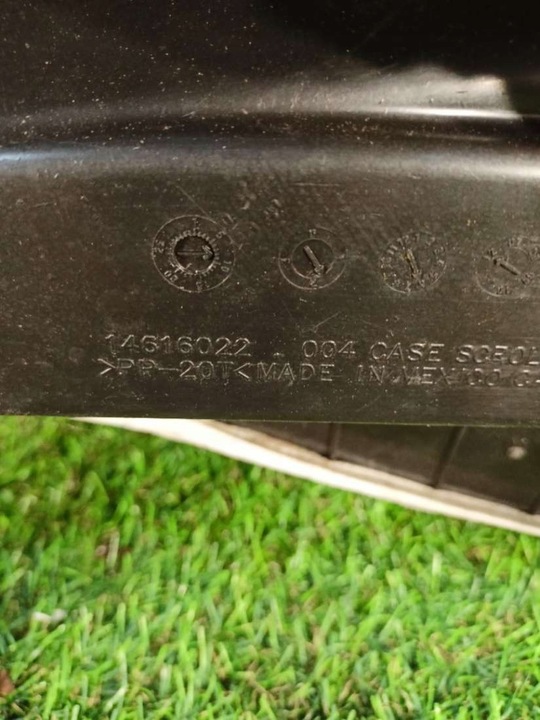 14616022 . 004 CASE SCROL
>PP-20T< MADE IN MEXICO